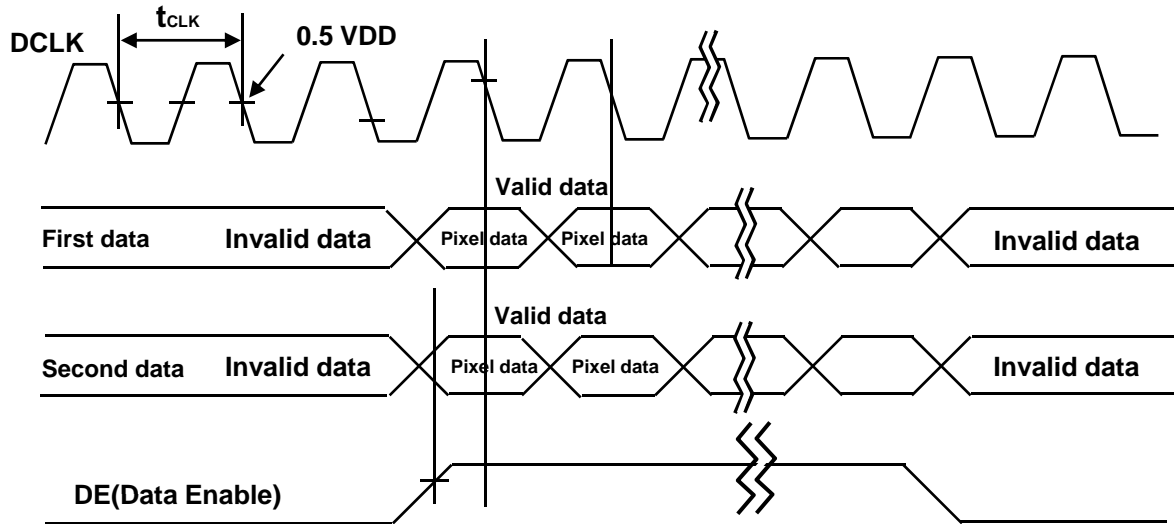 tCLK
DCLK
0.5 VDD
Valid data
First data Invalid data Pixel data Pixel data Invalid data
Valid data
Second data Invalid data Pixel data Pixel data Invalid data
DE(Data Enable)